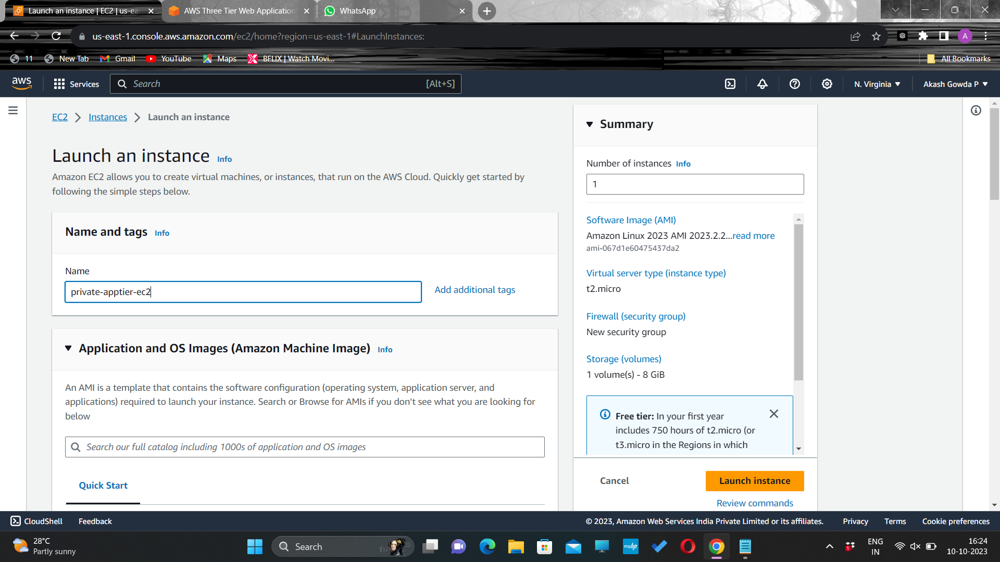 Launch an instance | EC2 | us-ea
AWS Three Tier Web Application
WhatsApp
us-east-1.console.aws.amazon.com/ec2/home?region=us-east-1#LaunchInstances:
A
11
New Tab
Gmail
YouTube
Maps
BFLIX | Watch Movi...
All Bookmarks
aws
Services
Search
[Alt+S]
N. Virginia
Akash Gowda P
EC2
Instances
Launch an instance
Launch an instance Info
Amazon EC2 allows you to create virtual machines, or instances, that run on the AWS Cloud. Quickly get started by
following the simple steps below.
Name and tags Info
Name
private-apptier-ec2
Add additional tags
Application and OS Images (Amazon Machine Image) Info
An AMI is a template that contains the software configuration (operating system, application server, and
applications) required to launch your instance. Search or Browse for AMIs if you don’t see what you are looking for
below
Search our full catalog including 1000s of application and OS images
Quick Start
Summary
Number of instances Info
1
Software Image (AMI)
Amazon Linux 2023 AMI 2023.2.2...read more
ami-067d1e60475437da2
Virtual server type (instance type)
t2.micro
Firewall (security group)
New security group
Storage (volumes)
1 volume(s) - 8 GiB
Free tier: In your first year
includes 750 hours of t2.micro (or
t3.micro in the Regions in which
Cancel
Launch instance
Review commands
CloudShell
Feedback
© 2023, Amazon Web Services India Private Limited or its affiliates.
Privacy
Terms
Cookie preferences
28°C
Partly sunny
Search
myhp
1
ENG
IN
16:24
10-10-2023